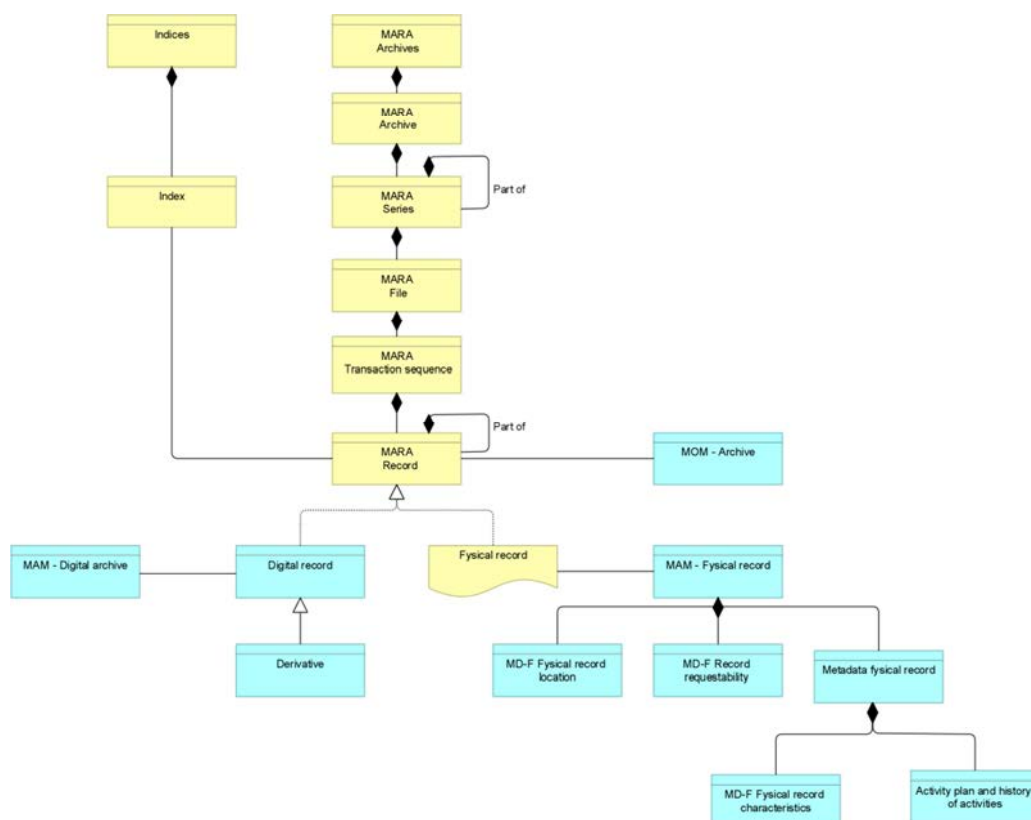 Indices
MARA
Archives
MARA
Archive
Index
MARA
Series
Part of
MARA
File
MARA
Transaction sequence
MARA
Record
Part of
MOM - Archive
MAM - Digital archive
Digital record
Fysical record
MAM - Fysical record
Derivative
MD-F Fysical record
location
MD-F Record
requestability
Metadada fysical record
MD-F Fysical record
characteristics
Activity plan and history
of activities